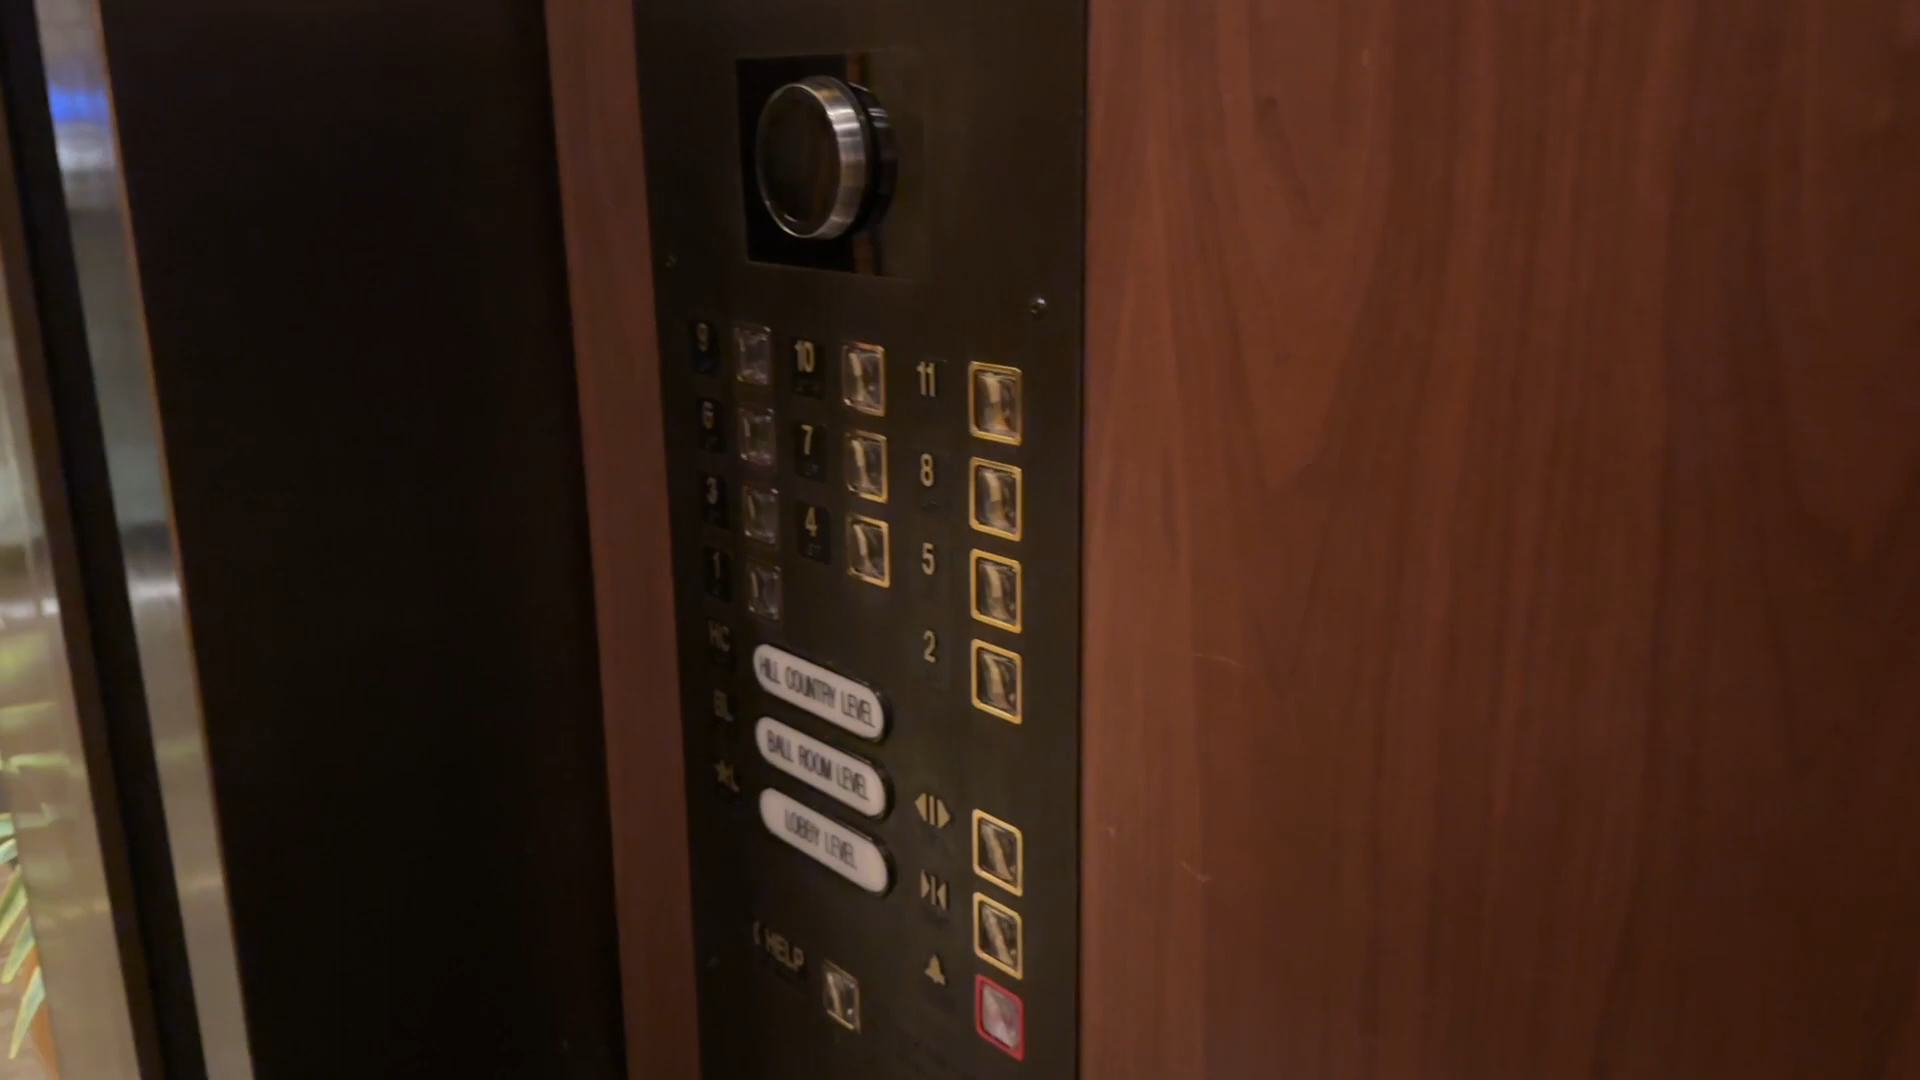 9 10 11
6 7 8
3 4 5
1 2
HC HILL COUNTRY LEVEL
BL BALL ROOM LEVEL
★L LOBBY LEVEL
HELP